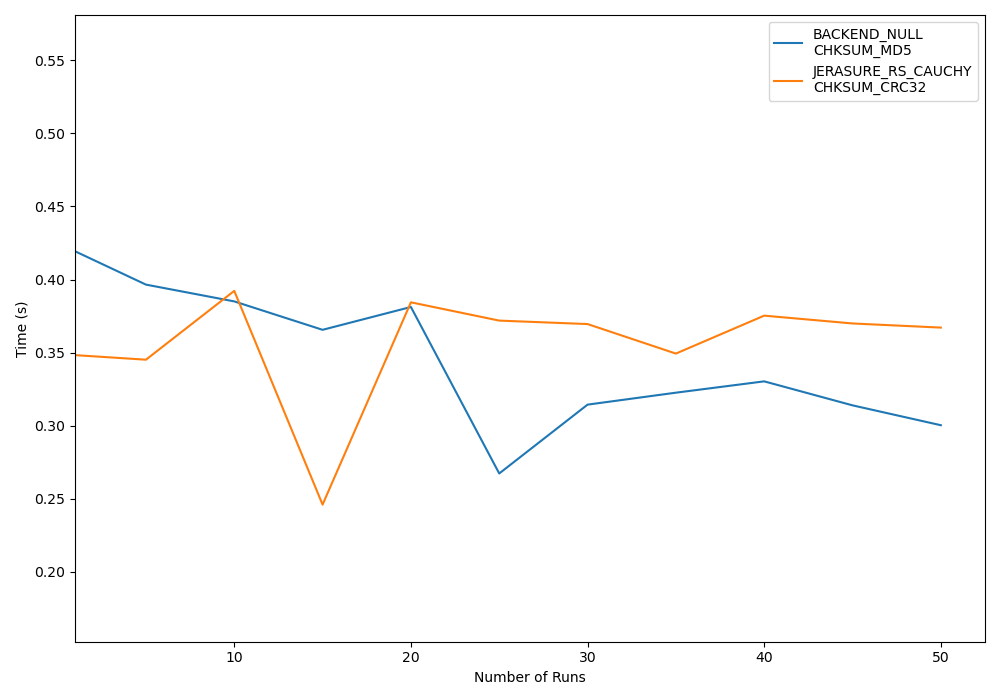 BACKEND_NULL
CHKSUM_MD5
JERASURE_RS_CAUCHY
CHKSUM_CRC32
0.55
0.50
0.45
0.40
0.35
0.30
0.25
0.20
Time (s)
10 20 30 40 50
Number of Runs